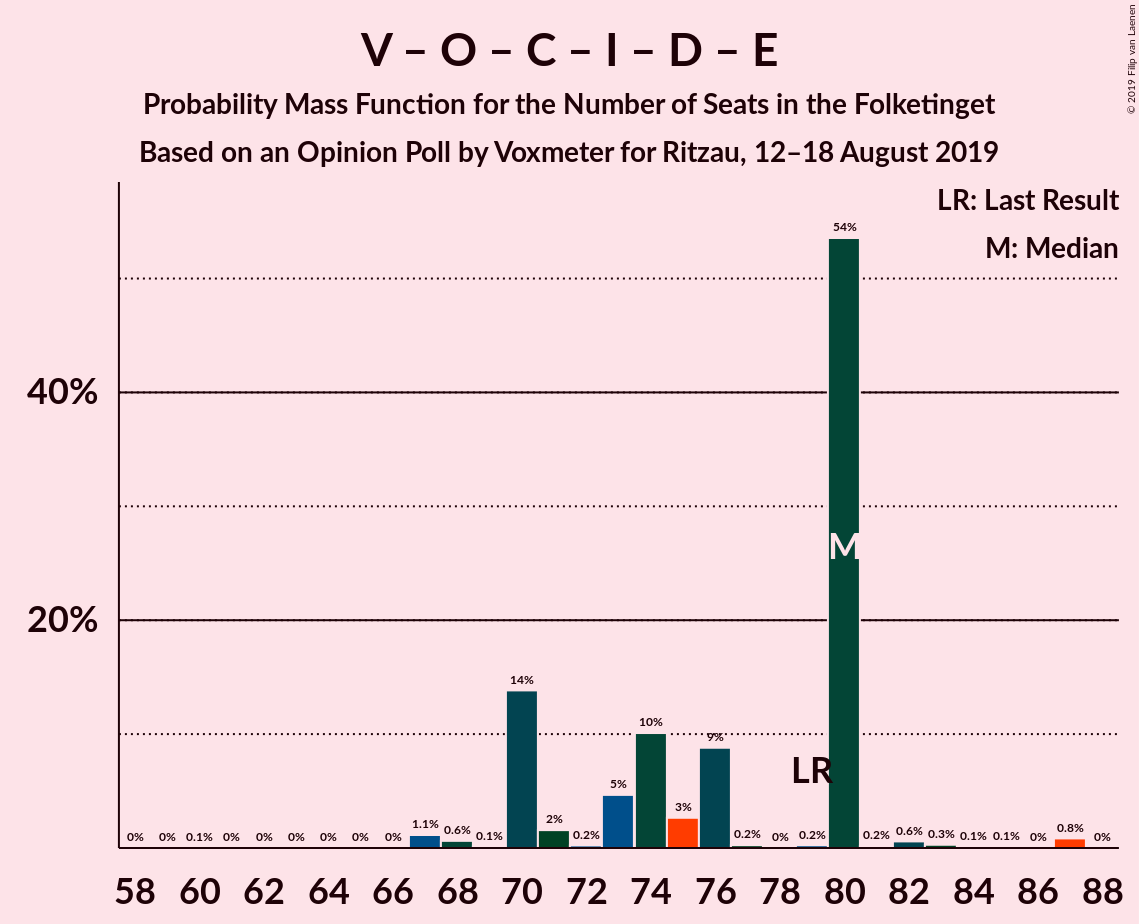 V – O – C – I – D – E
Probability Mass Function for the Number of Seats in the Folketinget
Based on an Opinion Poll by Voxmeter for Ritzau, 12–18 August 2019
© 2019 Filip van Laenen
LR: Last Result
M: Median
40%
20%
0% 0% 0.1% 0% 0% 0% 0% 0% 0% 1.1% 0.6% 0.1% 14% 2% 0.2% 5% 10% 3% 9% 0.2% 0% 0.2% 54% 0.2% 0.6% 0.3% 0.1% 0.1% 0% 0.8% 0%
M
LR
58 60 62 64 66 68 70 72 74 76 78 80 82 84 86 88